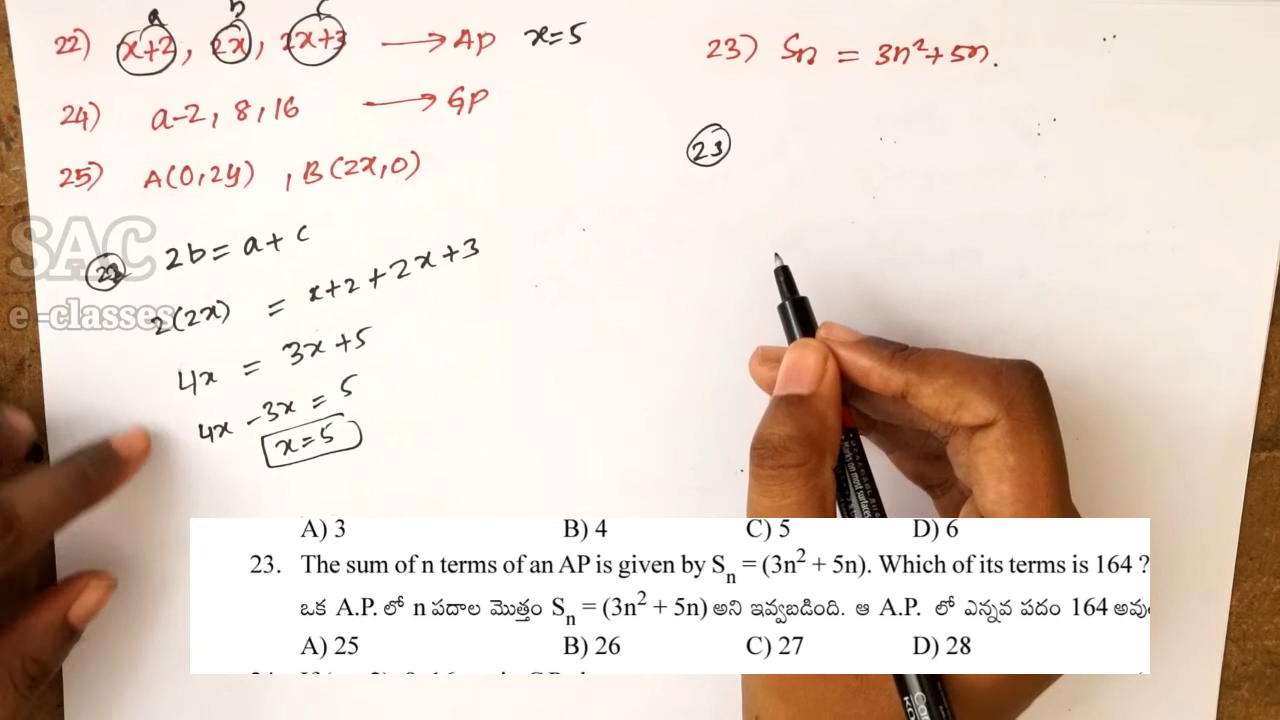 a b c
22) x+2, 2x, 2x+3 → AP x=5
24) a-2, 8, 16 → GP
25) A(0,2y) , B(2x,0)
SAC
e-classes
22 2b = a+c
2(2x) = x+2+2x+3
4x = 3x+5
4x-3x = 5
x=5
23) Sn = 3n²+5n.
23
A) 3 B) 4 C) 5 D) 6
23. The sum of n terms of an AP is given by Sn = (3n² + 5n). Which of its terms is 164 ?
ఒక A.P. లో n పదాల మొత్తం Sn = (3n² + 5n) అని ఇవ్వబడింది. ఆ A.P. లో ఎన్నవ పదం 164
A) 25 B) 26 C) 27 D) 28